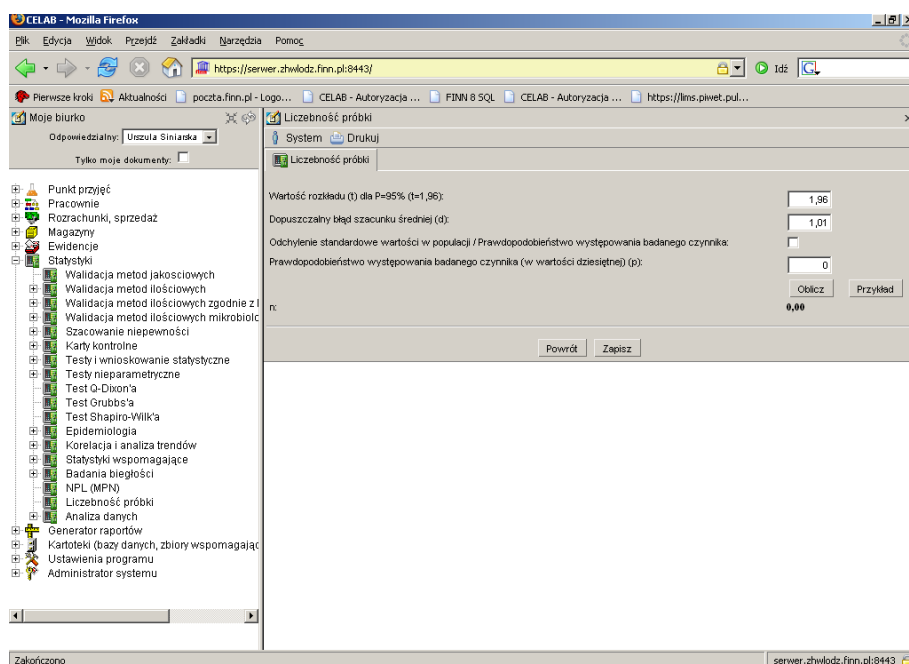 CELAB - Mozilla Firefox
Plik Edycja Widok Przejdź Zakładki Narzędzia Pomoc
https://serwer.zhwlodz.finn.pl:8443/ Idź
Pierwsze kroki Aktualności poczta.finn.pl - Logo... CELAB - Autoryzacja ... FINN 8 SQL CELAB - Autoryzacja ... https://lims.piwet.pul...
Moje biurko
Odpowiedzialny: Urszula Siniarska
Tylko moje dokumenty:
Punkt przyjęć
Pracownie
Rozrachunki, sprzedaż
Magazyny
Ewidencje
Statystyki
Walidacja metod jakosciowych
Walidacja metod ilościowych
Walidacja metod ilościowych zgodnie z I
Walidacja metod ilościowych mikrobiolc
Szacowanie niepewności
Karty kontrolne
Testy i wnioskowanie statystyczne
Testy nieparametryczne
Test Q-Dixon'a
Test Grubbs'a
Test Shapiro-Wilk'a
Epidemiologia
Korelacja i analiza trendów
Statystyki wspomagające
Badania biegłości
NPL (MPN)
Liczebność próbki
Analiza danych
Generator raportów
Kartoteki (bazy danych, zbiory wspomagając
Ustawienia programu
Administrator systemu
Liczebność próbki
System Drukuj
Liczebność próbki
Wartość rozkładu (t) dla P=95% (t=1,96): 1,96
Dopuszczalny błąd szacunku średniej (d): 1,01
Odchylenie standardowe wartości w populacji / Prawdopodobieństwo występowania badanego czynnika:
Prawdopodobieństwo występowania badanego czynnika (w wartości dziesiętnej) (p): 0
Oblicz Przykład
n: 0,00
Powrót Zapisz
Zakończono serwer.zhwlodz.finn.pl:8443